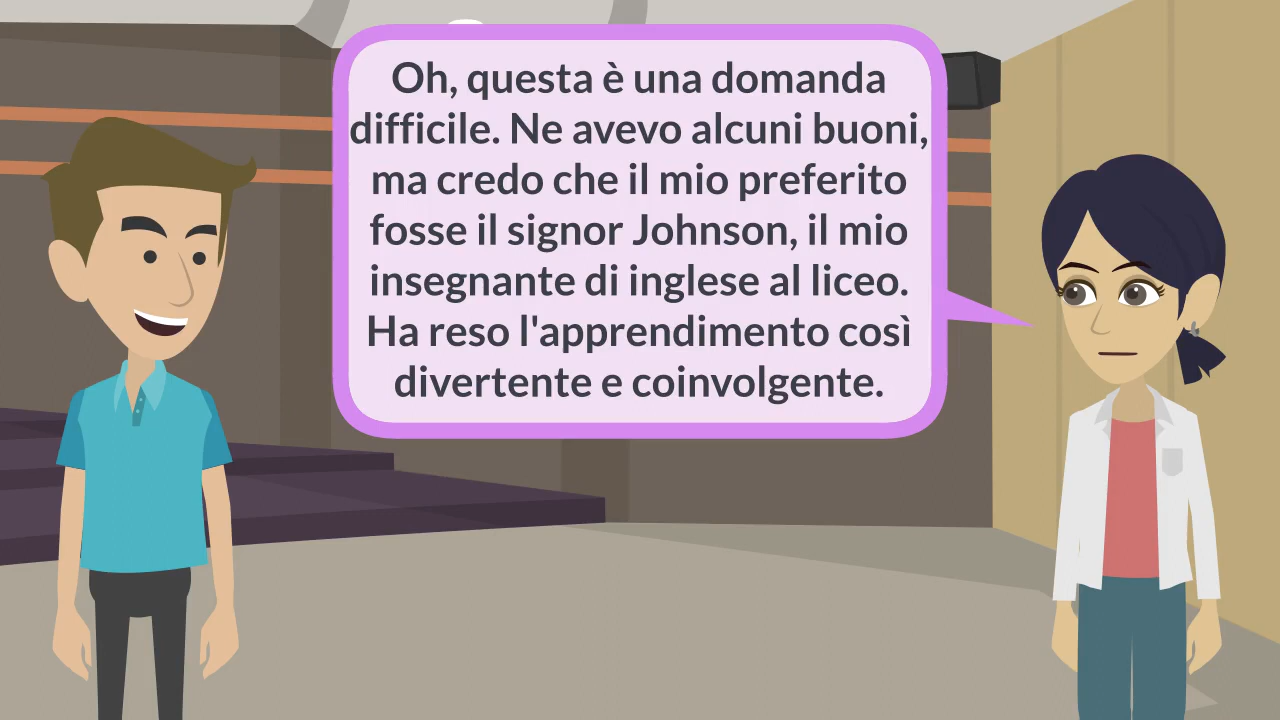 Oh, questa è una domanda
difficile. Ne avevo alcuni buoni,
ma credo che il mio preferito
fosse il signor Johnson, il mio
insegnante di inglese al liceo.
Ha reso l'apprendimento così
divertente e coinvolgente.